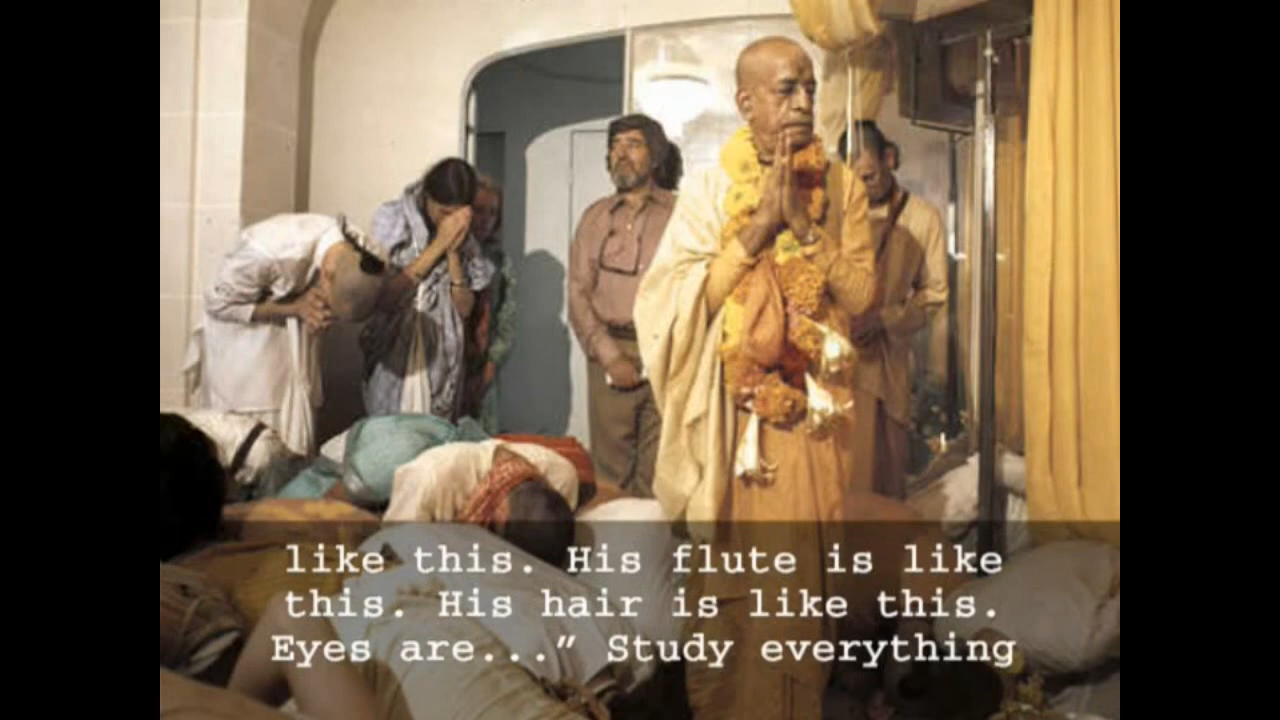 like this. His flute is like
this. His hair is like this.
Eyes are...” Study everything